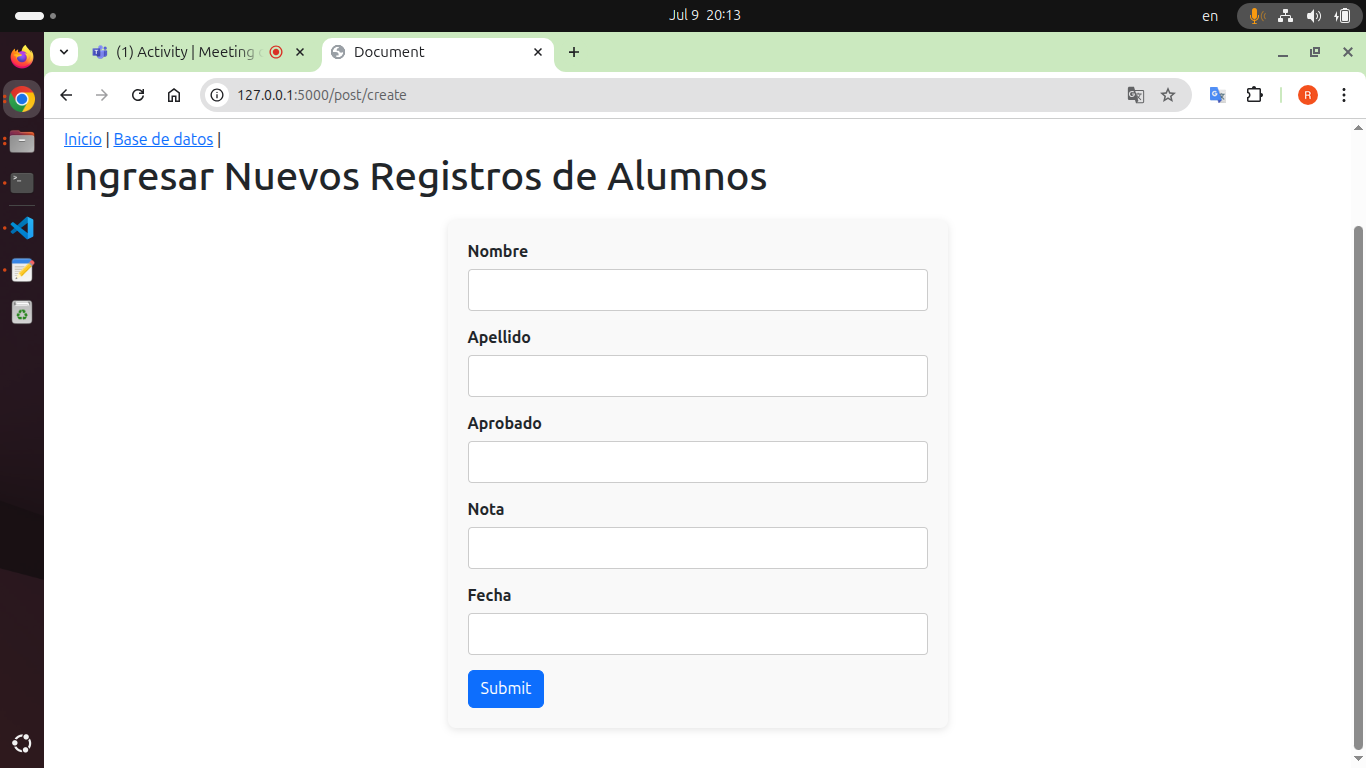 Jul 9 20:13
en
(1) Activity | Meeting
Document
127.0.0.1:5000/post/create
R
Inicio | Base de datos |
Ingresar Nuevos Registros de Alumnos
Nombre
Apellido
Aprobado
Nota
Fecha
Submit